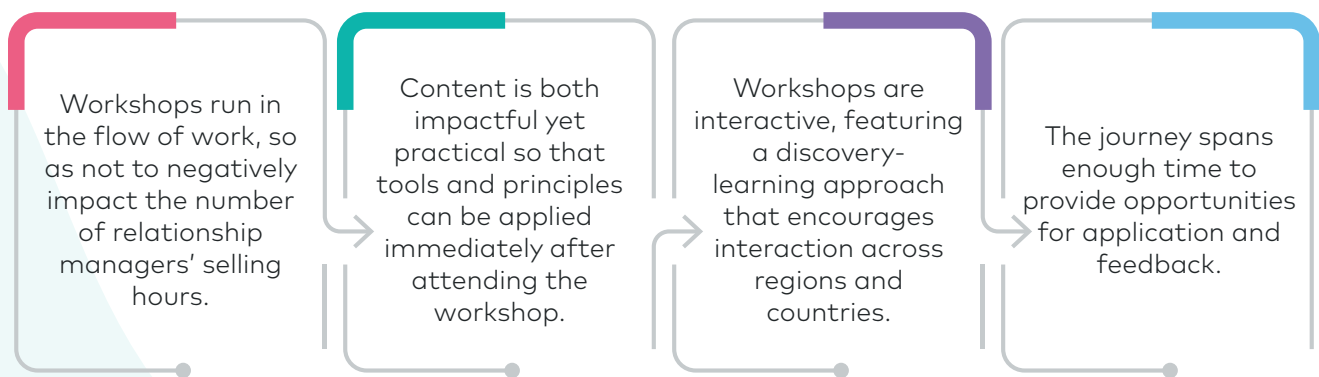 Workshops run in
the flow of work, so
as not to negatively
impact the number
of relationship
managers’ selling
hours.
Content is both
impactful yet
practical so that
tools and principles
can be applied
immediately after
attending the
workshop.
Workshops are
interactive, featuring
a discovery-
learning approach
that encourages
interaction across
regions and
countries.
The journey spans
enough time to
provide opportunities
for application and
feedback.